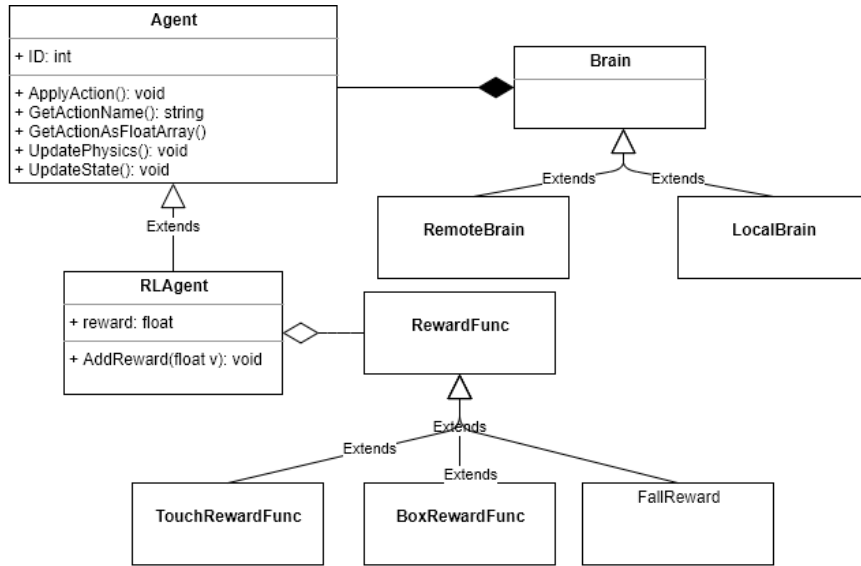 Agent
+ ID: int
+ ApplyAction(): void
+ GetActionName(): string
+ GetActionAsFloatArray()
+ UpdatePhysics(): void
+ UpdateState(): void
Brain
Extends
Extends
RemoteBrain
LocalBrain
Extends
RLAgent
+ reward: float
+ AddReward(float v): void
RewardFunc
Extends
Extends
Extends
TouchRewardFunc
BoxRewardFunc
FallReward